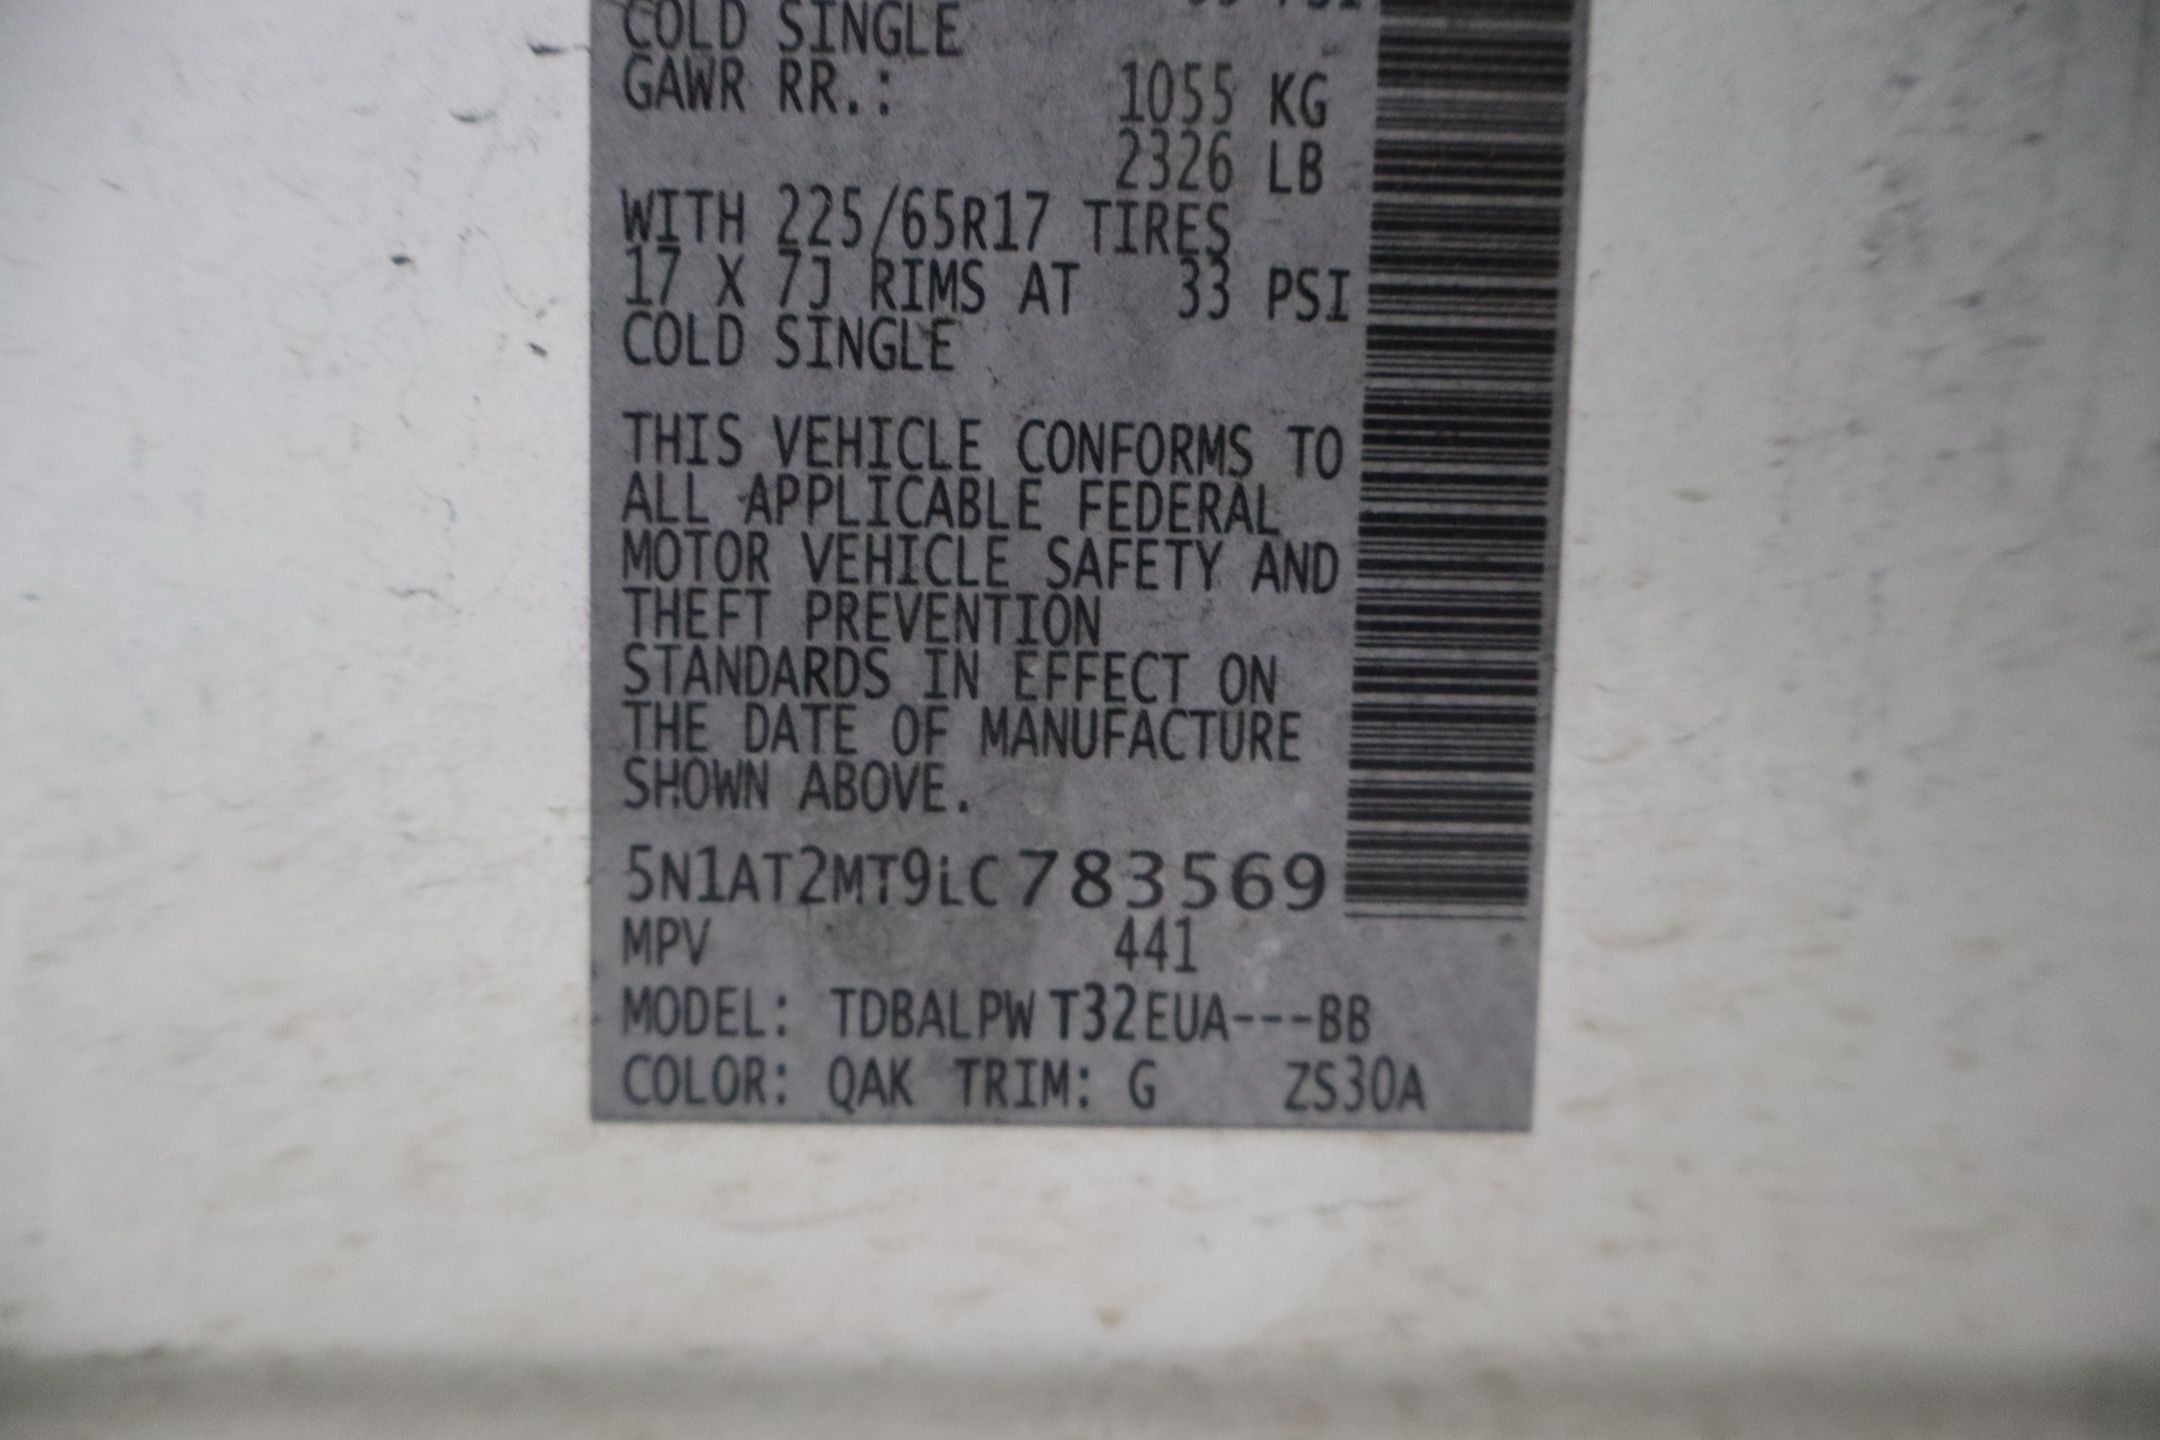 COLD SINGLE
GAWR RR.: 1055 KG
2326 LB
WITH 225/65R17 TIRES
17 X 7J RIMS AT 33 PSI
COLD SINGLE
THIS VEHICLE CONFORMS TO
ALL APPLICABLE FEDERAL
MOTOR VEHICLE SAFETY AND
THEFT PREVENTION
STANDARDS IN EFFECT ON
THE DATE OF MANUFACTURE
SHOWN ABOVE.
5N1AT2MT9LC783569
MPV 441
MODEL: TDBALPWT32EUA---BB
COLOR: QAK TRIM: G ZS30A